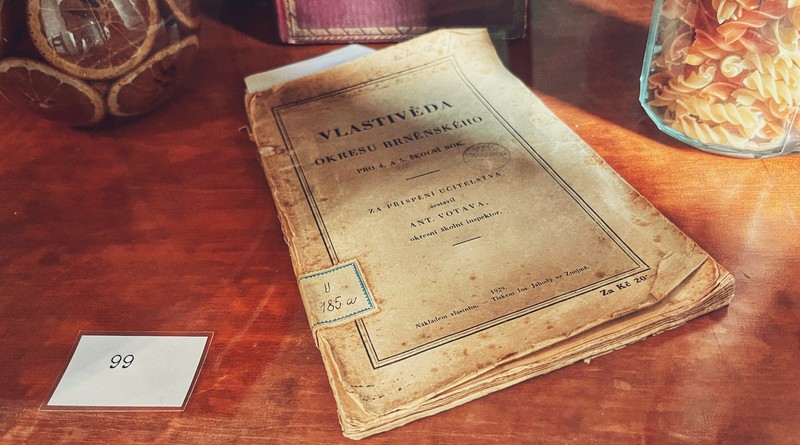 VLASTIVĚDA
OKRESU BRNĚNSKÉHO
PRO 4. A 5. ŠKOLNÍ ROK.
ZA PŘISPĚNÍ UČITELSTVA
sestavil
ANT. VOTAVA,
okresní školní inspektor.
1929.
Nákladem vlastním. — Tiskem Jos. Jahody ve Znojmě.
Za Kč 20·
U
185 a
99